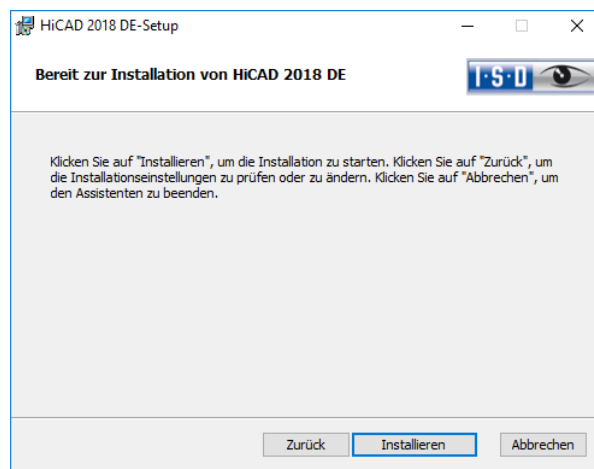 HiCAD 2018 DE-Setup
Bereit zur Installation von HiCAD 2018 DE
I·S·D
Klicken Sie auf "Installieren", um die Installation zu starten. Klicken Sie auf "Zurück", um
die Installationseinstellungen zu prüfen oder zu ändern. Klicken Sie auf "Abbrechen", um
den Assistenten zu beenden.
Zurück Installieren Abbrechen